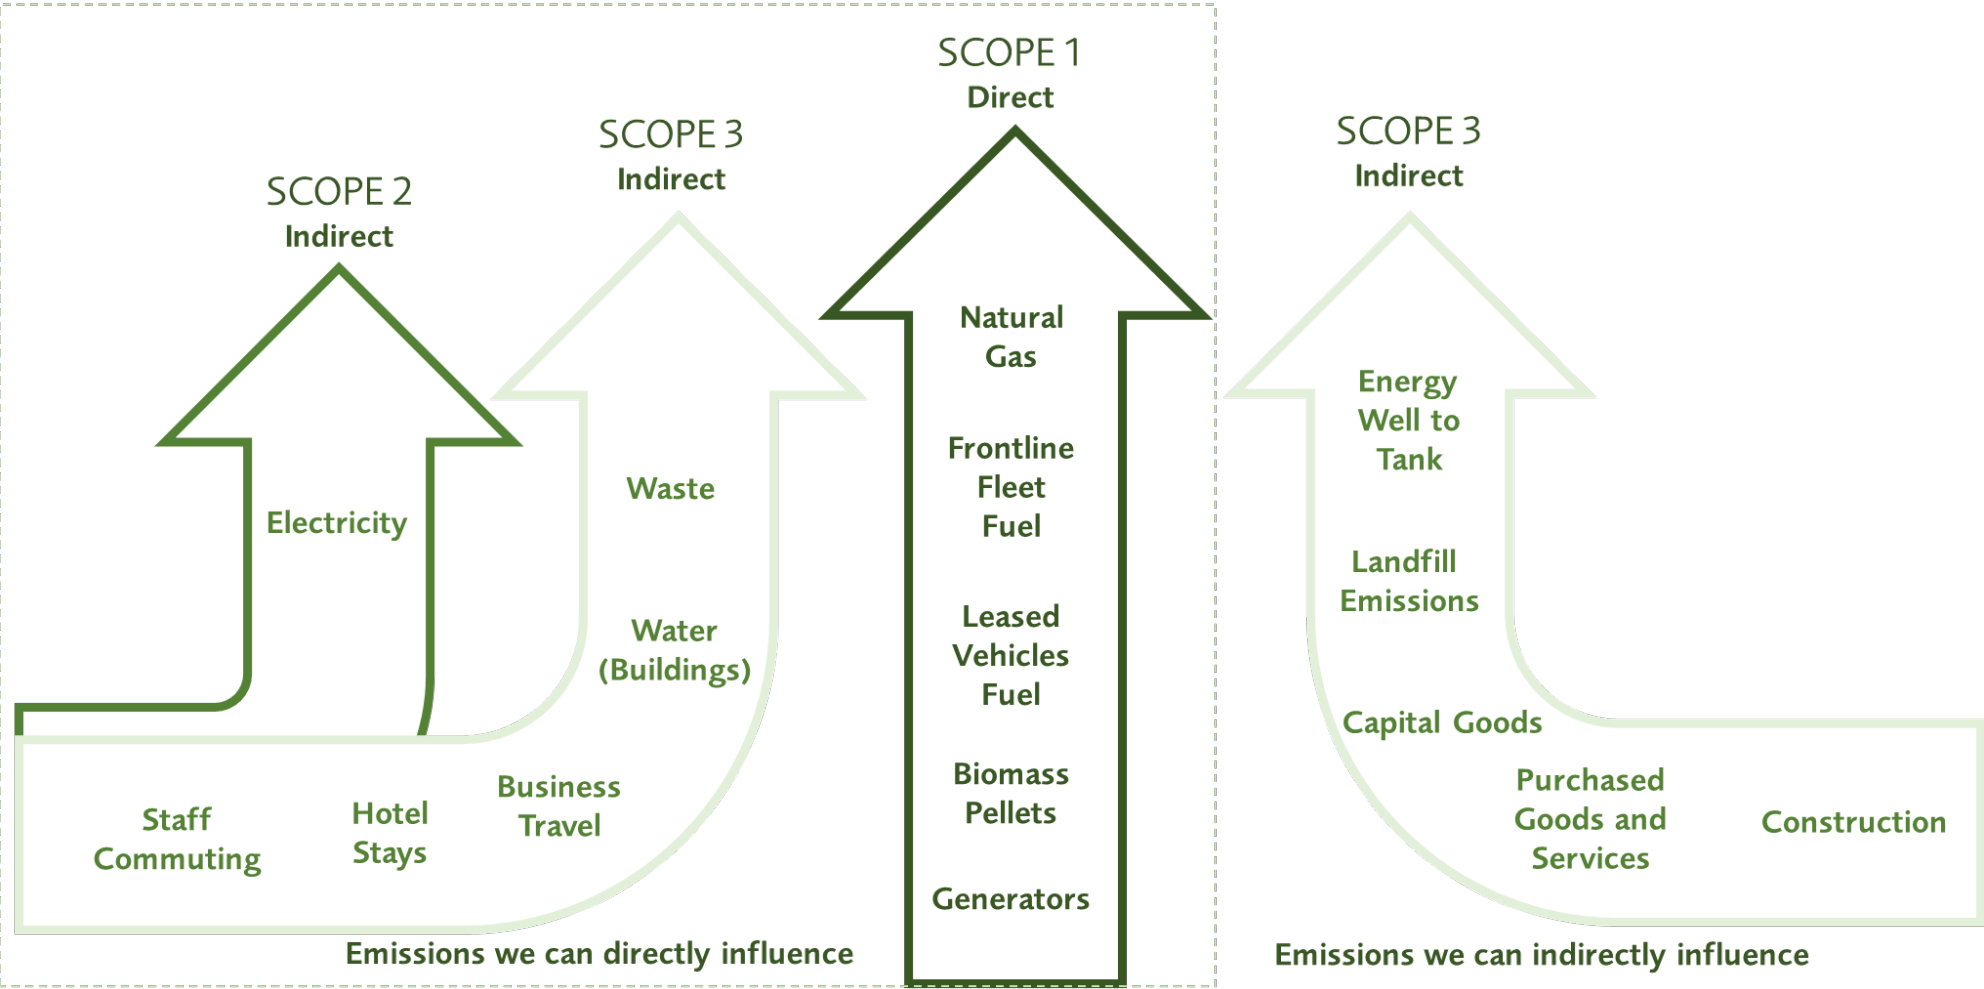 SCOPE 2
Indirect
Electricity
SCOPE 3
Indirect
Waste
Water
(Buildings)
Business
Travel
Hotel
Stays
Staff
Commuting
SCOPE 1
Direct
Natural
Gas
Frontline
Fleet
Fuel
Leased
Vehicles
Fuel
Biomass
Pellets
Generators
Emissions we can directly influence
SCOPE 3
Indirect
Energy
Well to
Tank
Landfill
Emissions
Capital Goods
Purchased
Goods and
Services
Construction
Emissions we can indirectly influence